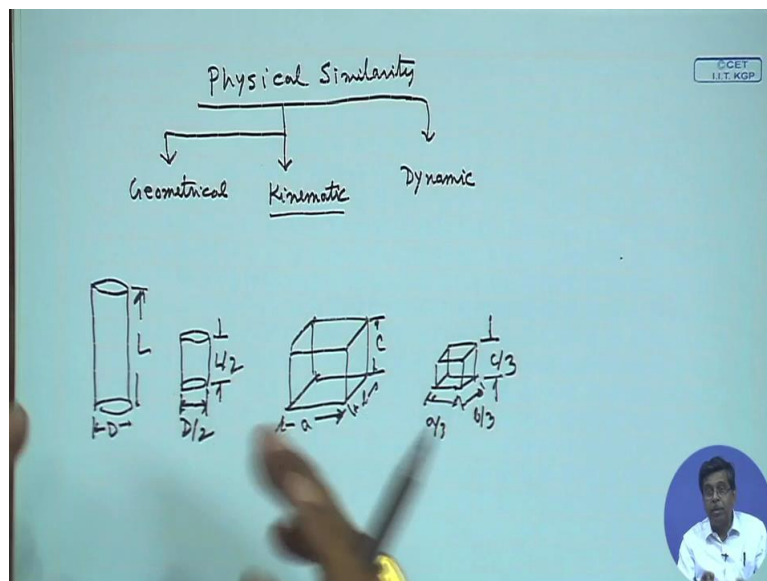 Physical Similarity
©CET
I.I.T. KGP
Geometrical Kinematic Dynamic
L L/2 c c/3
D D/2 a b a/3 b/3